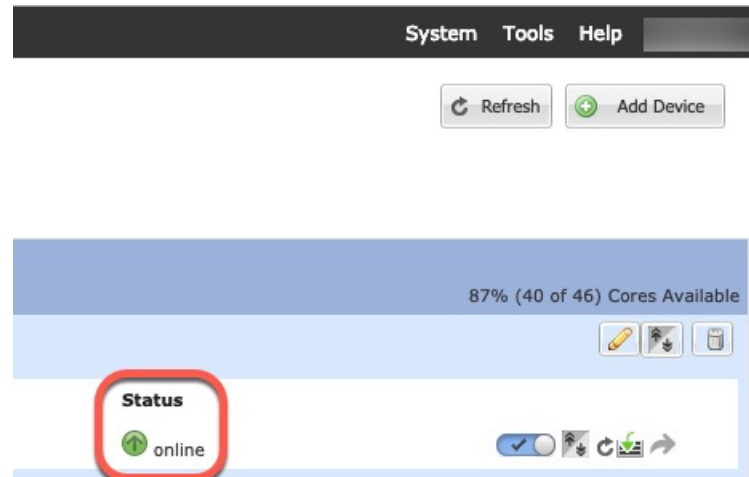 System Tools Help
Refresh Add Device
87% (40 of 46) Cores Available
Status
online